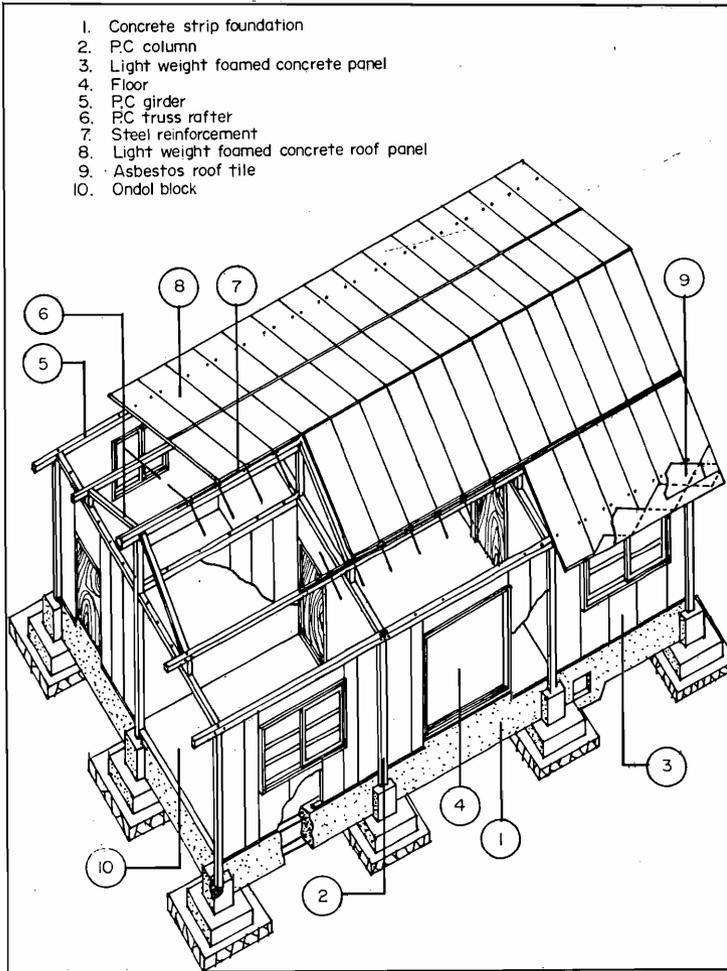 1. Concrete strip foundation
2. P.C column
3. Light weight foamed concrete panel
4. Floor
5. P.C girder
6. P.C truss rafter
7. Steel reinforcement
8. Light weight foamed concrete roof panel
9. Asbestos roof tile
10. Ondol block
8
7
9
6
5
3
4
1
10
2